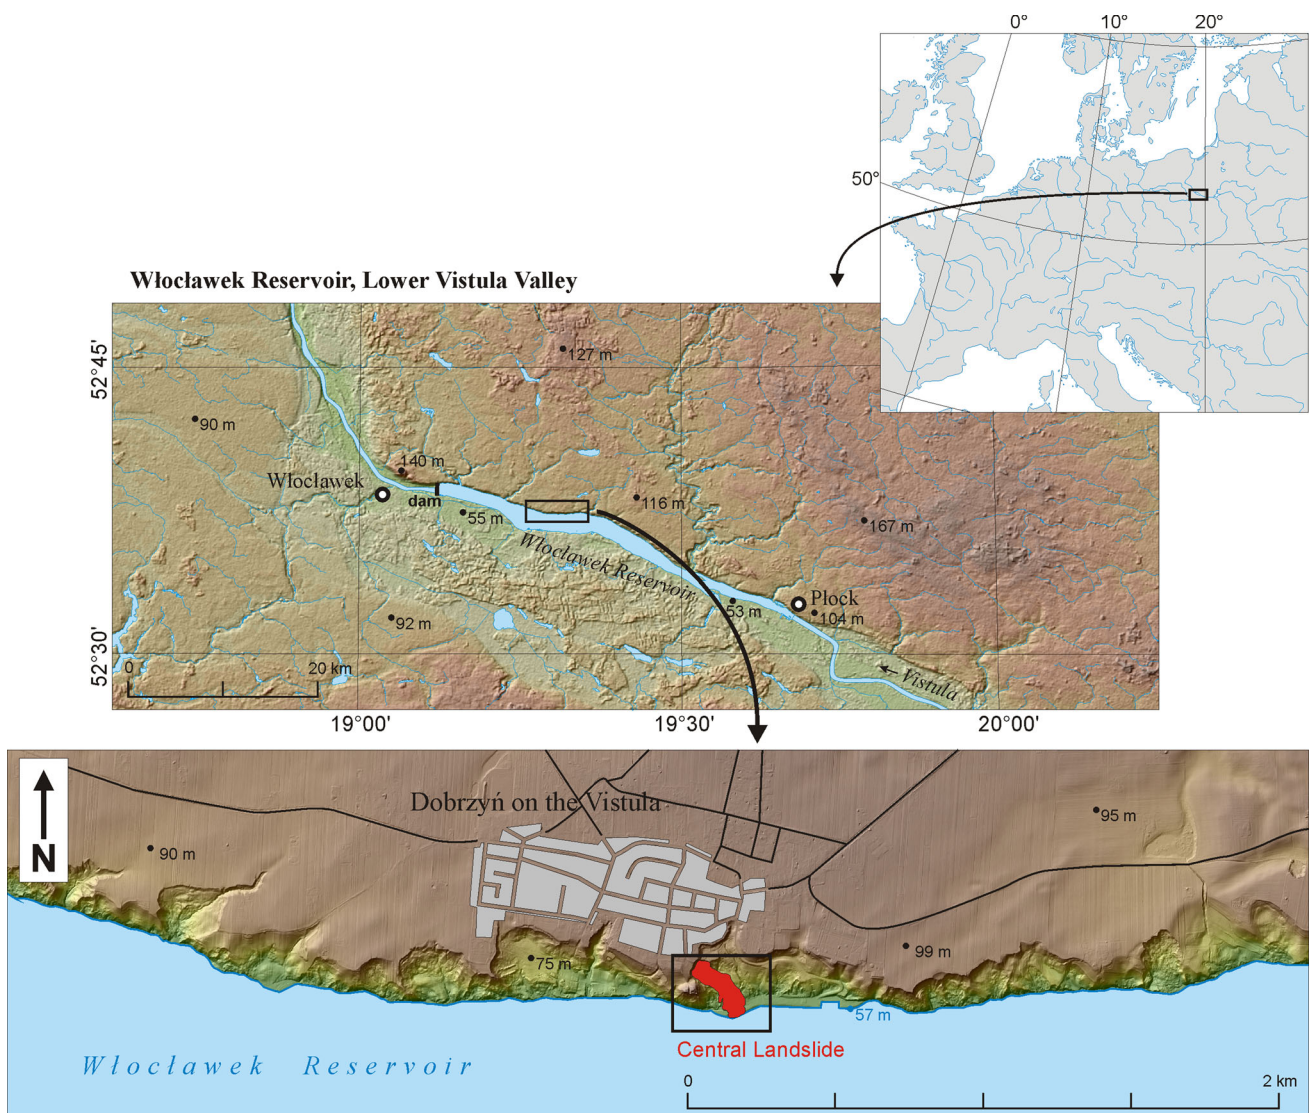 0° 10° 20°
50°
Włocławek Reservoir, Lower Vistula Valley
52°45'
127 m
90 m
140 m
Włocławek
dam
55 m
116 m
167 m
Włocławek Reservoir
Płock
53 m
104 m
92 m
52°30'
0 20 km
Vistula
19°00' 19°30' 20°00'
N
Dobrzyń on the Vistula
95 m
90 m
99 m
75 m
57 m
Central Landslide
Włocławek Reservoir
0 2 km